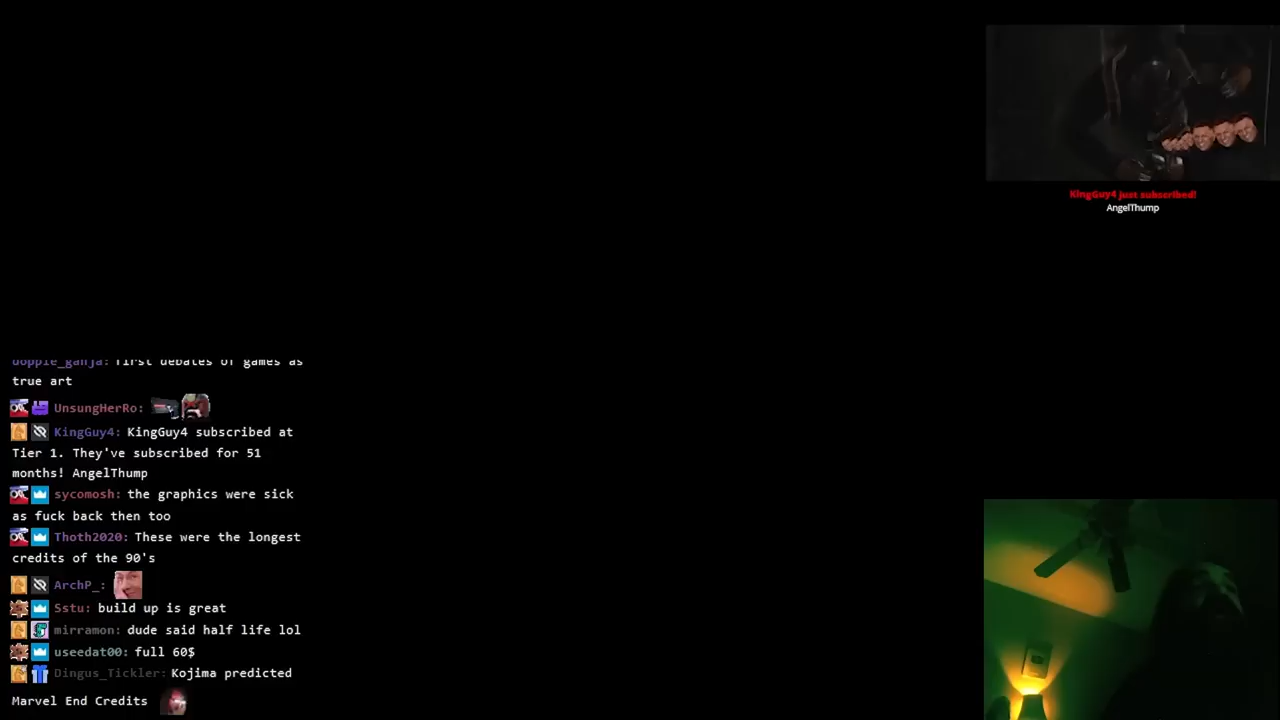 KingGuy4 just subscribed!
AngelThump
doppie_ganja: first debates of games as
true art
UnsungHerRo:
KingGuy4: KingGuy4 subscribed at
Tier 1. They've subscribed for 51
months! AngelThump
sycomosh: the graphics were sick
as fuck back then too
Thoth2020: These were the longest
credits of the 90's
ArchP_:
Sstu: build up is great
mirramon: dude said half life lol
useedat00: full 60$
Dingus_Tickler: Kojima predicted
Marvel End Credits